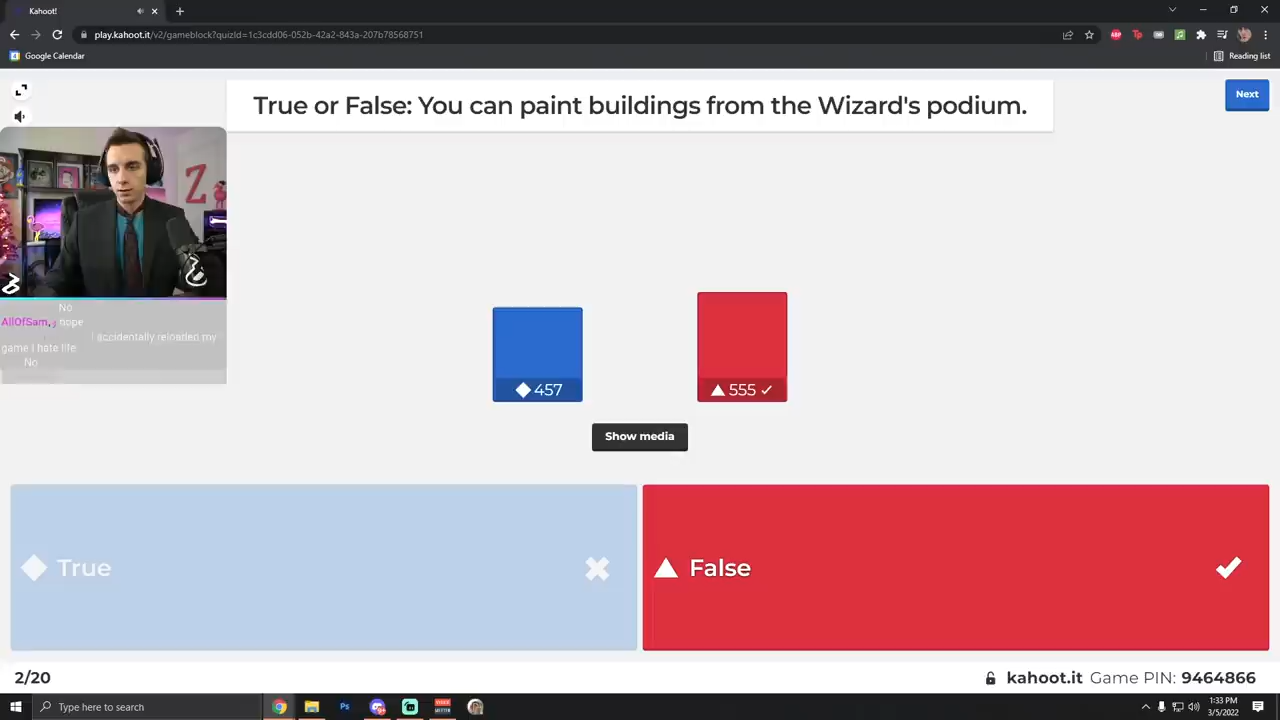 Kahoot!
play.kahoot.it/v2/gameblock?quizId=1c3cdd06-052b-42a2-843a-207b78568751
Google Calendar
Reading list
True or False: You can paint buildings from the Wizard's podium.
Next
Z
No
AllOfSam, nope
I accidentally reloaded my
game I hate life
No
457
555
Show media
True
False
2/20
kahoot.it Game PIN: 9464866
Type here to search
1:33 PM
3/5/2022